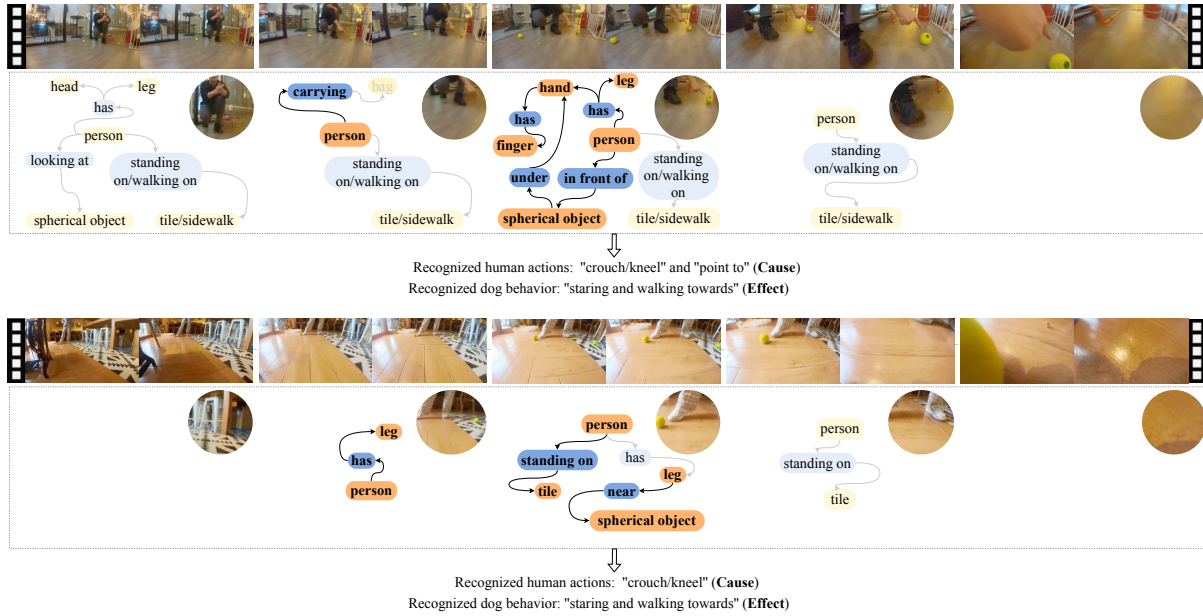 head
leg
has
person
looking at
standing
on/walking on
spherical object
tile/sidewalk
carrying
bag
person
standing
on/walking on
tile/sidewalk
hand
leg
has
has
finger
person
under
in front of
standing
on/walking
on
spherical object
tile/sidewalk
person
standing
on/walking on
tile/sidewalk
Recognized human actions: "crouch/kneel" and "point to" (Cause)
Recognized dog behavior: "staring and walking towards" (Effect)
leg
has
person
person
standing on
has
leg
tile
near
spherical object
person
standing on
tile
Recognized human actions: "crouch/kneel" (Cause)
Recognized dog behavior: "staring and walking towards" (Effect)